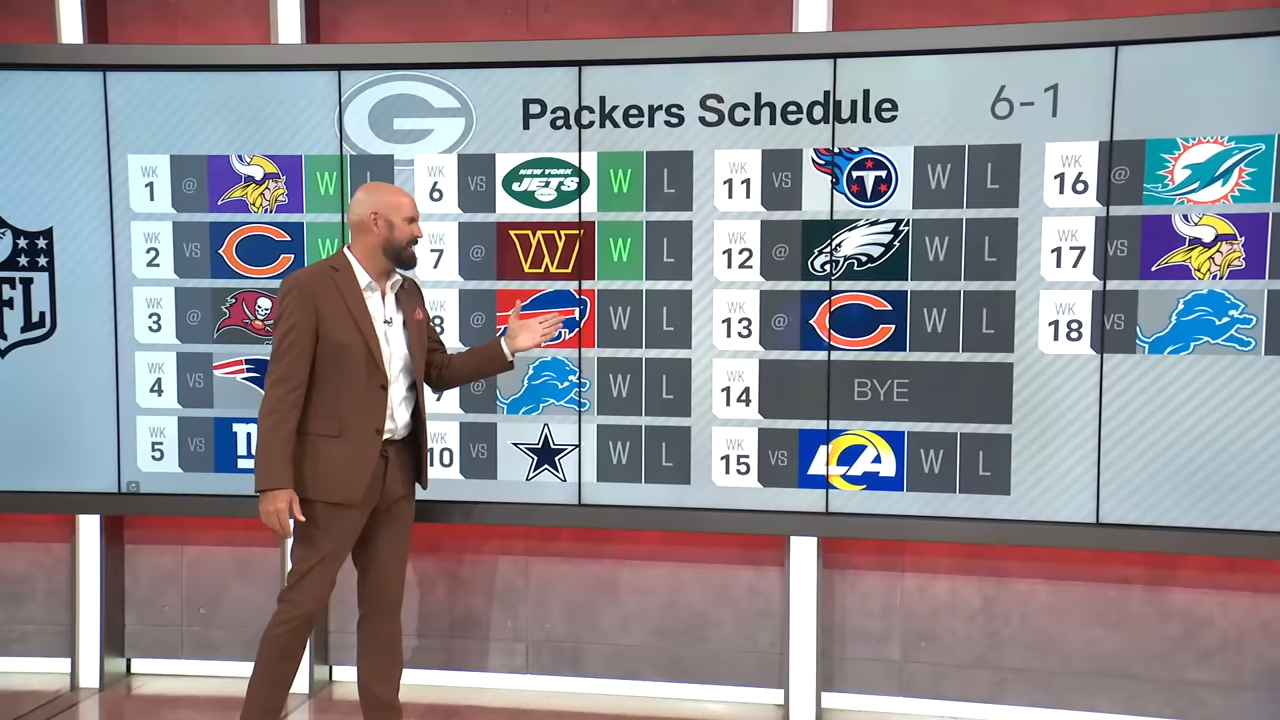 Packers Schedule 6-1
WK 1 @ W L
WK 2 VS W
WK 3 @
WK 4 VS
WK 5 VS
WK 6 VS NEW YORK JETS W L
WK 7 @ W W L
8 @ W L
@ W L
10 VS W L
WK 11 VS T W L
WK 12 @ W L
WK 13 @ C W L
WK 14 BYE
WK 15 VS LA W L
WK 16 @
WK 17 VS
WK 18 VS
G
C
FL
ny